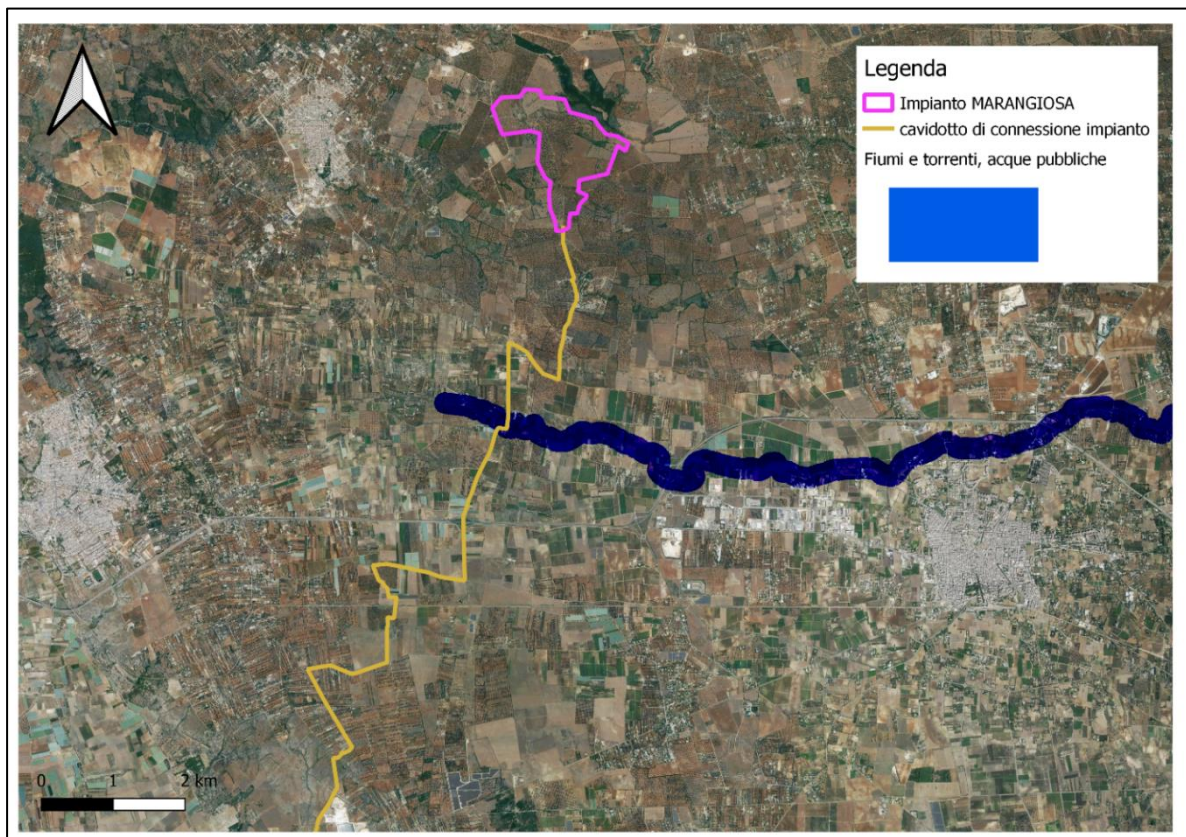 Legenda
Impianto MARANGIOSA
cavidotto di connessione impianto
Fiumi e torrenti, acque pubbliche
0 1 2 km